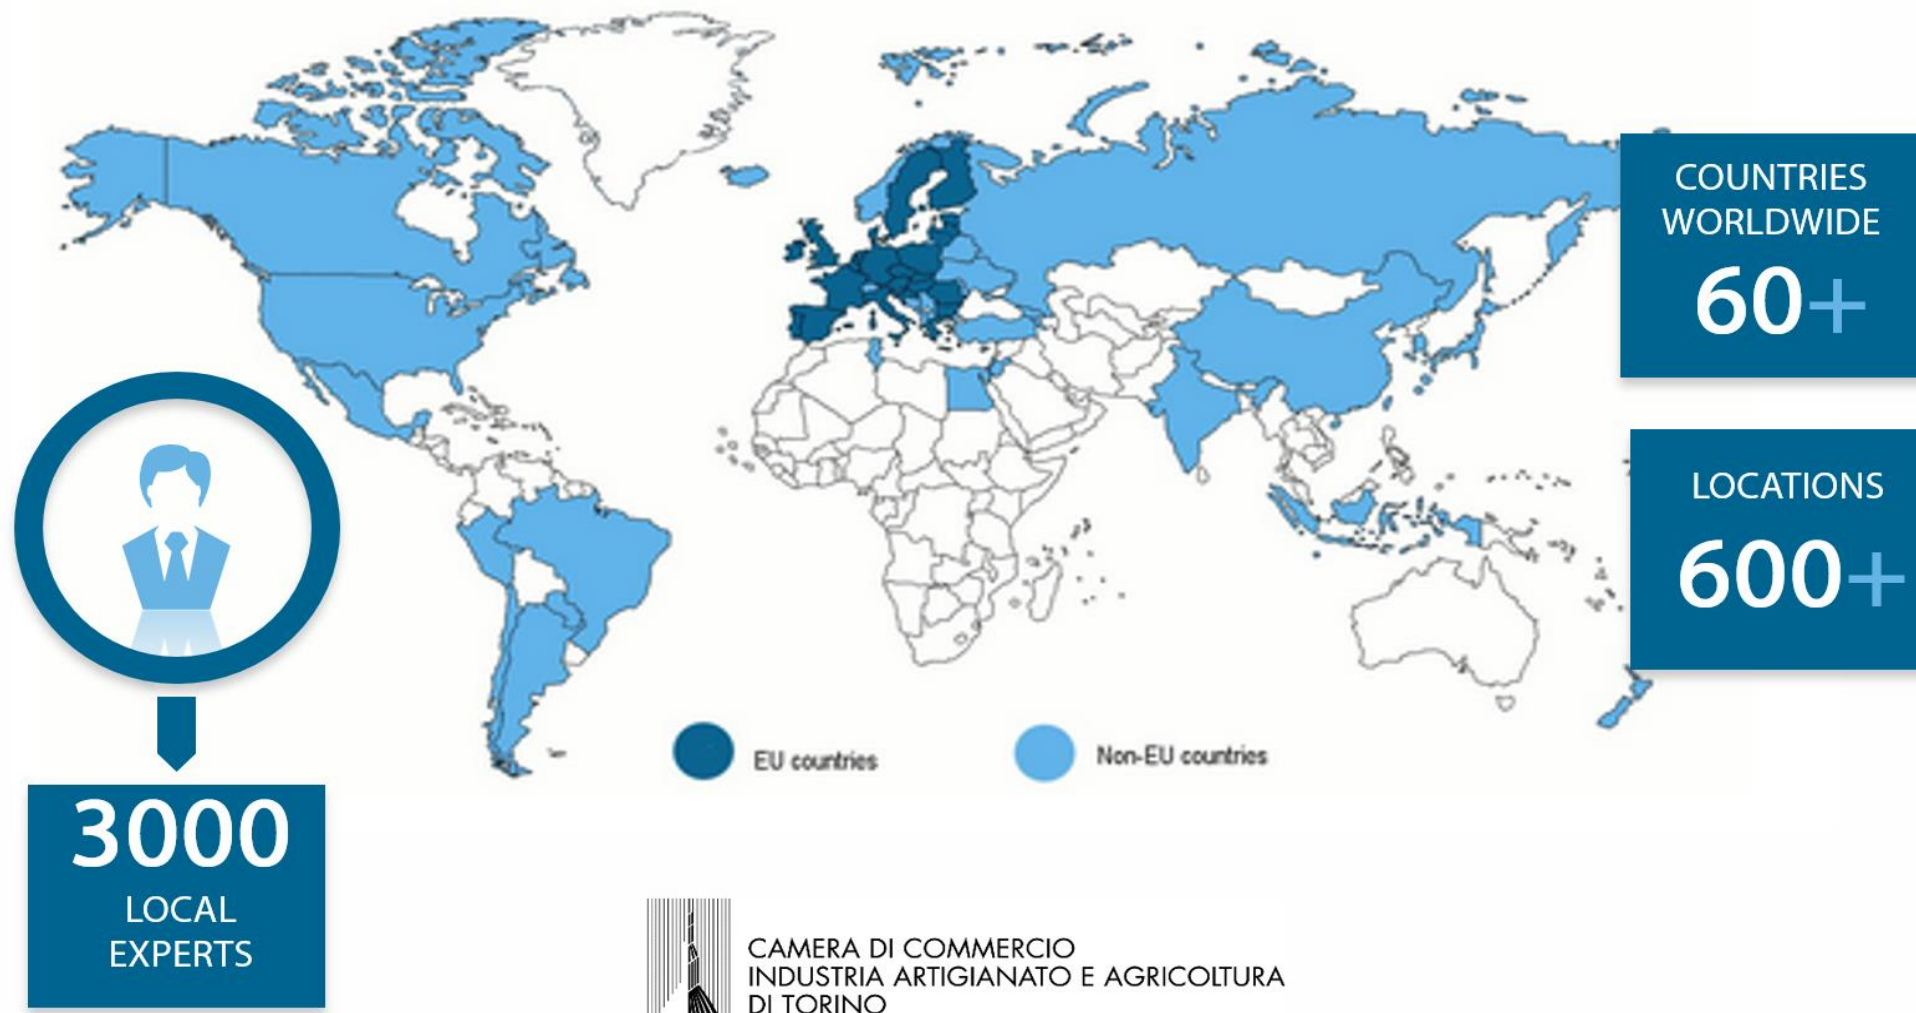 COUNTRIES
WORLDWIDE
60+
LOCATIONS
600+
EU countries
Non-EU countries
3000
LOCAL
EXPERTS
CAMERA DI COMMERCIO
INDUSTRIA ARTIGIANATO E AGRICOLTURA
DI TORINO